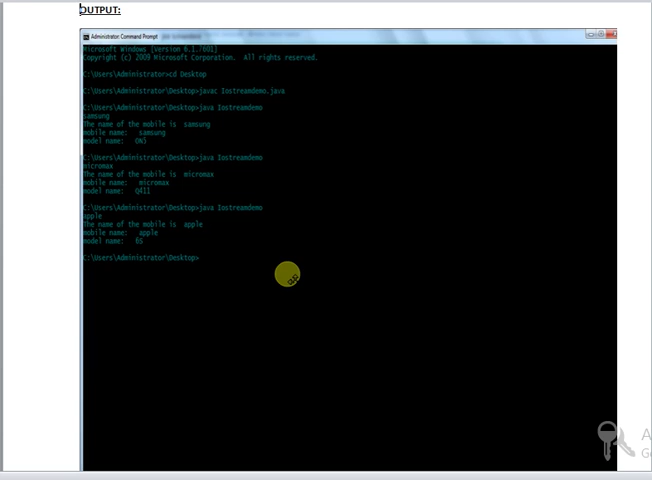 OUTPUT:
Administrator: Command Prompt
Microsoft Windows [Version 6.1.7601]
Copyright (c) 2009 Microsoft Corporation.  All rights reserved.
C:\Users\Administrator>cd Desktop
C:\Users\Administrator\Desktop>javac Iostreamdemo.java
C:\Users\Administrator\Desktop>java Iostreamdemo
samsung
The name of the mobile is  samsung
mobile name:   samsung
model name:   ON5
C:\Users\Administrator\Desktop>java Iostreamdemo
micromax
The name of the mobile is  micromax
mobile name:   micromax
model name:   Q411
C:\Users\Administrator\Desktop>java Iostreamdemo
apple
The name of the mobile is  apple
mobile name:   apple
model name:   6S
C:\Users\Administrator\Desktop>
A
Go